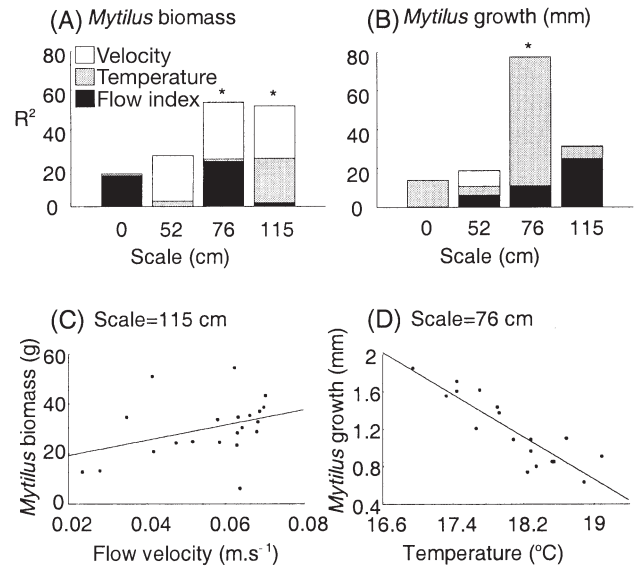 (A) Mytilus biomass
80
60
40
20
0
R²
Velocity
Temperature
Flow index
* *
0 52 76 115
Scale (cm)
(B) Mytilus growth (mm)
80
60
40
20
0
*
0 52 76 115
Scale (cm)
(C) Scale=115 cm
Mytilus biomass (g)
60
40
20
0
0.02 0.04 0.06 0.08
Flow velocity (m.s⁻¹)
(D) Scale=76 cm
Mytilus growth (mm)
2
1.6
1.2
0.8
0.4
16.6 17.4 18.2 19
Temperature (ºC)